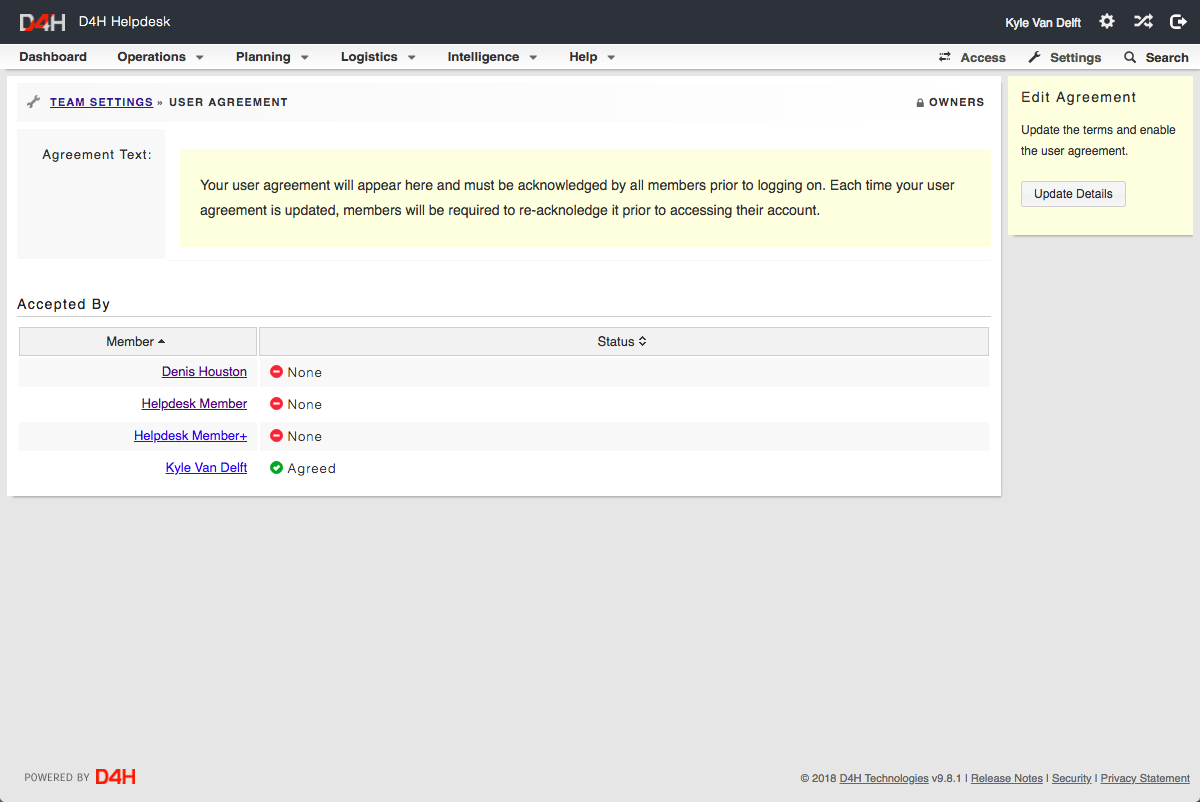 D4H D4H Helpdesk Kyle Van Delft
Dashboard Operations Planning Logistics Intelligence Help Access Settings Search
TEAM SETTINGS » USER AGREEMENT OWNERS
Agreement Text:
Your user agreement will appear here and must be acknowledged by all members prior to logging on. Each time your user
agreement is updated, members will be required to re-acknoledge it prior to accessing their account.
Edit Agreement
Update the terms and enable
the user agreement.
Update Details
Accepted By
Member Status
Denis Houston None
Helpdesk Member None
Helpdesk Member+ None
Kyle Van Delft Agreed
POWERED BY D4H © 2018 D4H Technologies v9.8.1 | Release Notes | Security | Privacy Statement